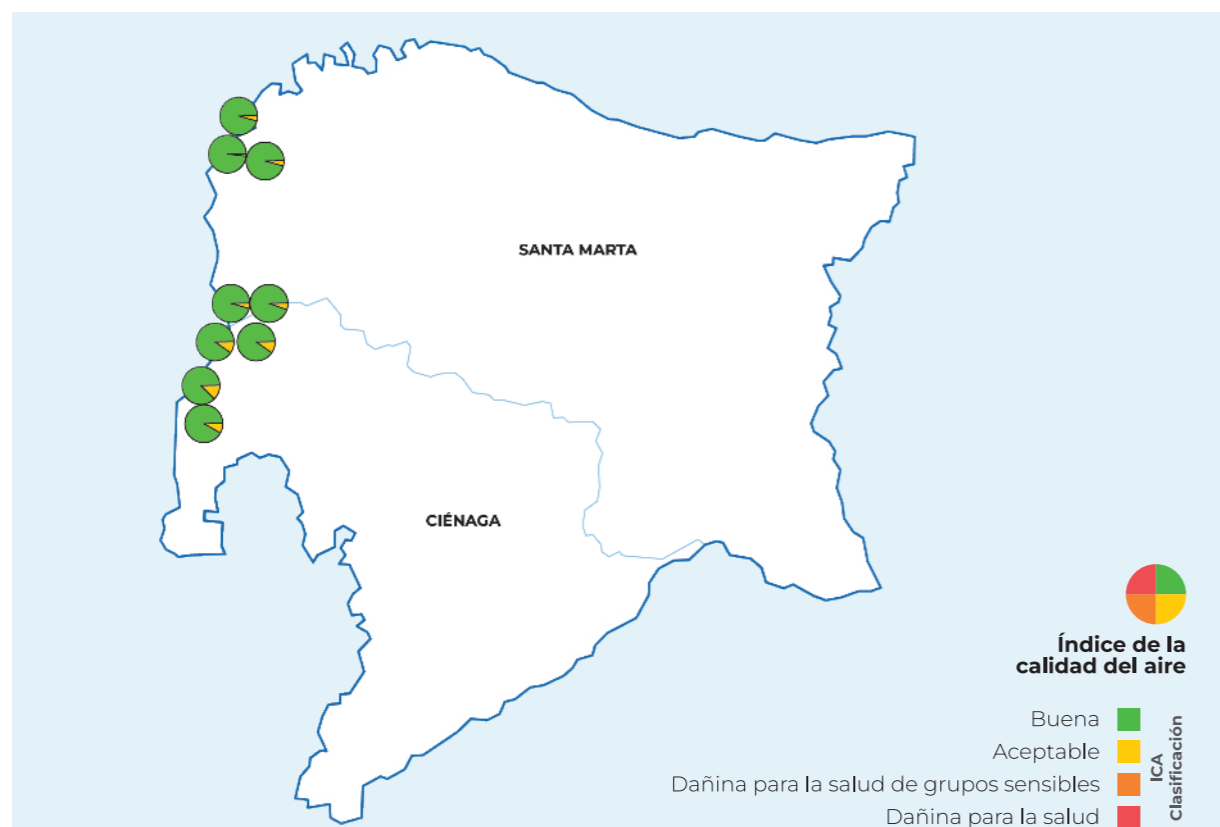 SANTA MARTA
CIÉNAGA
Índice de la
calidad del aire
Buena
Aceptable
Dañina para la salud de grupos sensibles
Dañina para la salud
ICA
Clasificación